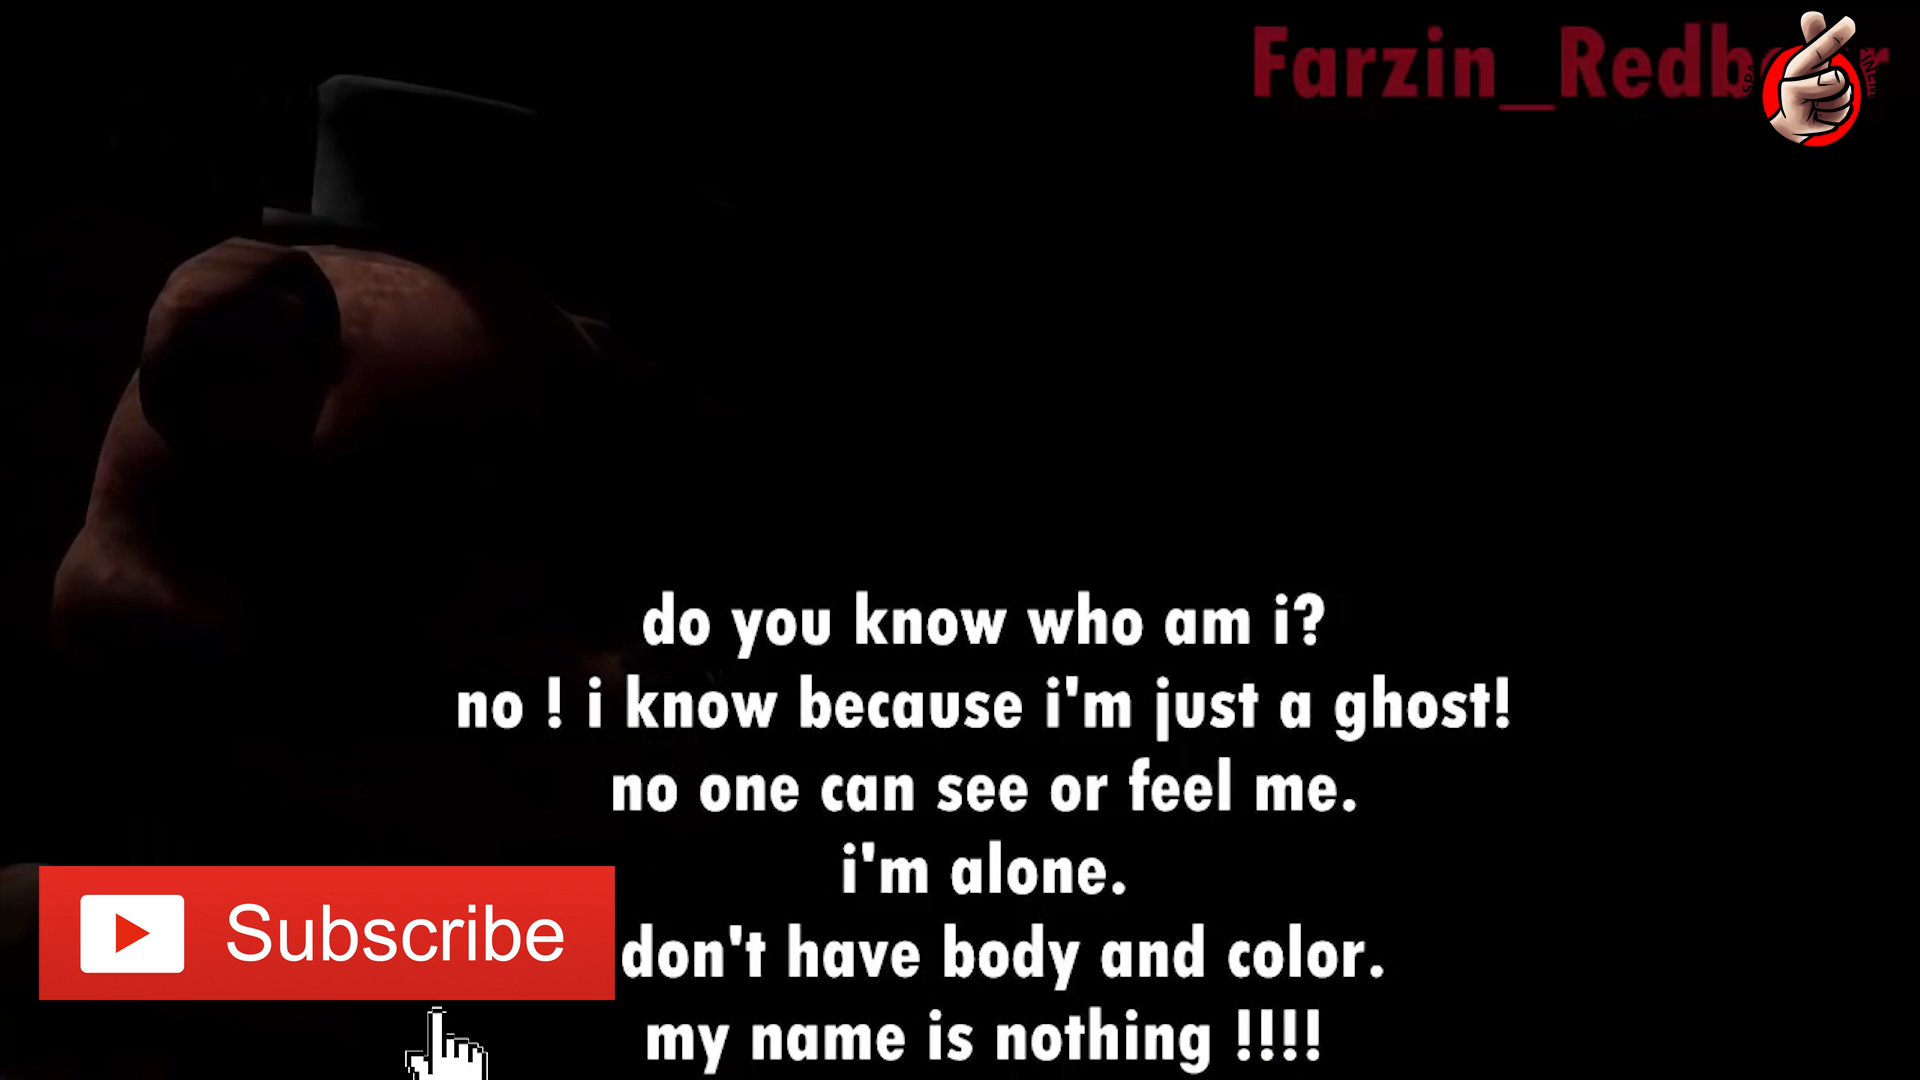 Farzin_Redb
do you know who am i?
no ! i know because i'm just a ghost!
no one can see or feel me.
i'm alone.
don't have body and color.
my name is nothing !!!!
Subscribe